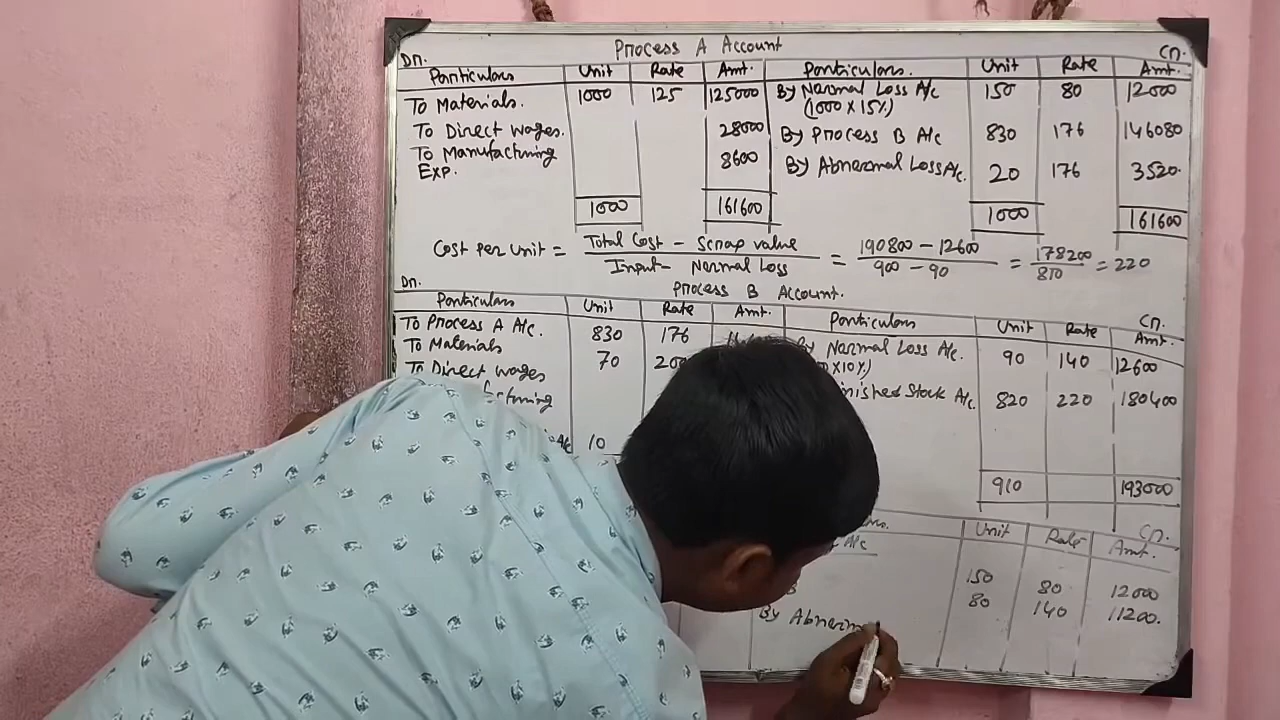 Process A Account
Dr. Cr.
Particulars Unit Rate Amt. Particulars. Unit Rate Amt.
To Materials. 1000 125 125000 By Normal Loss A/c 150 80 12000
(1000 X 15%)
To Direct wages. 28000 By Process B A/c 830 176 146080
To Manufacturing 8600 By Abnormal Loss A/c. 20 176 3520.
Exp.
1000 161600 1000 161600
Cost Per Unit = Total Cost - Scrap value / Input - Normal Loss = 190800 - 12600 / 900 - 90 = 178200 / 810 = 220
Process B Account.
Dr. Cr.
Particulars Unit Rate Amt. Particulars Unit Rate Amt.
To Process A A/c. 830 176 Normal Loss A/c. 90 140 12600
To Materials 70 200 X10%)
To Direct wages Stock A/c. 820 220 180400
A/c 10
910 193000
Unit Rate Cr. Amt.
A/c
150 80 12000
80 140 11200.
By